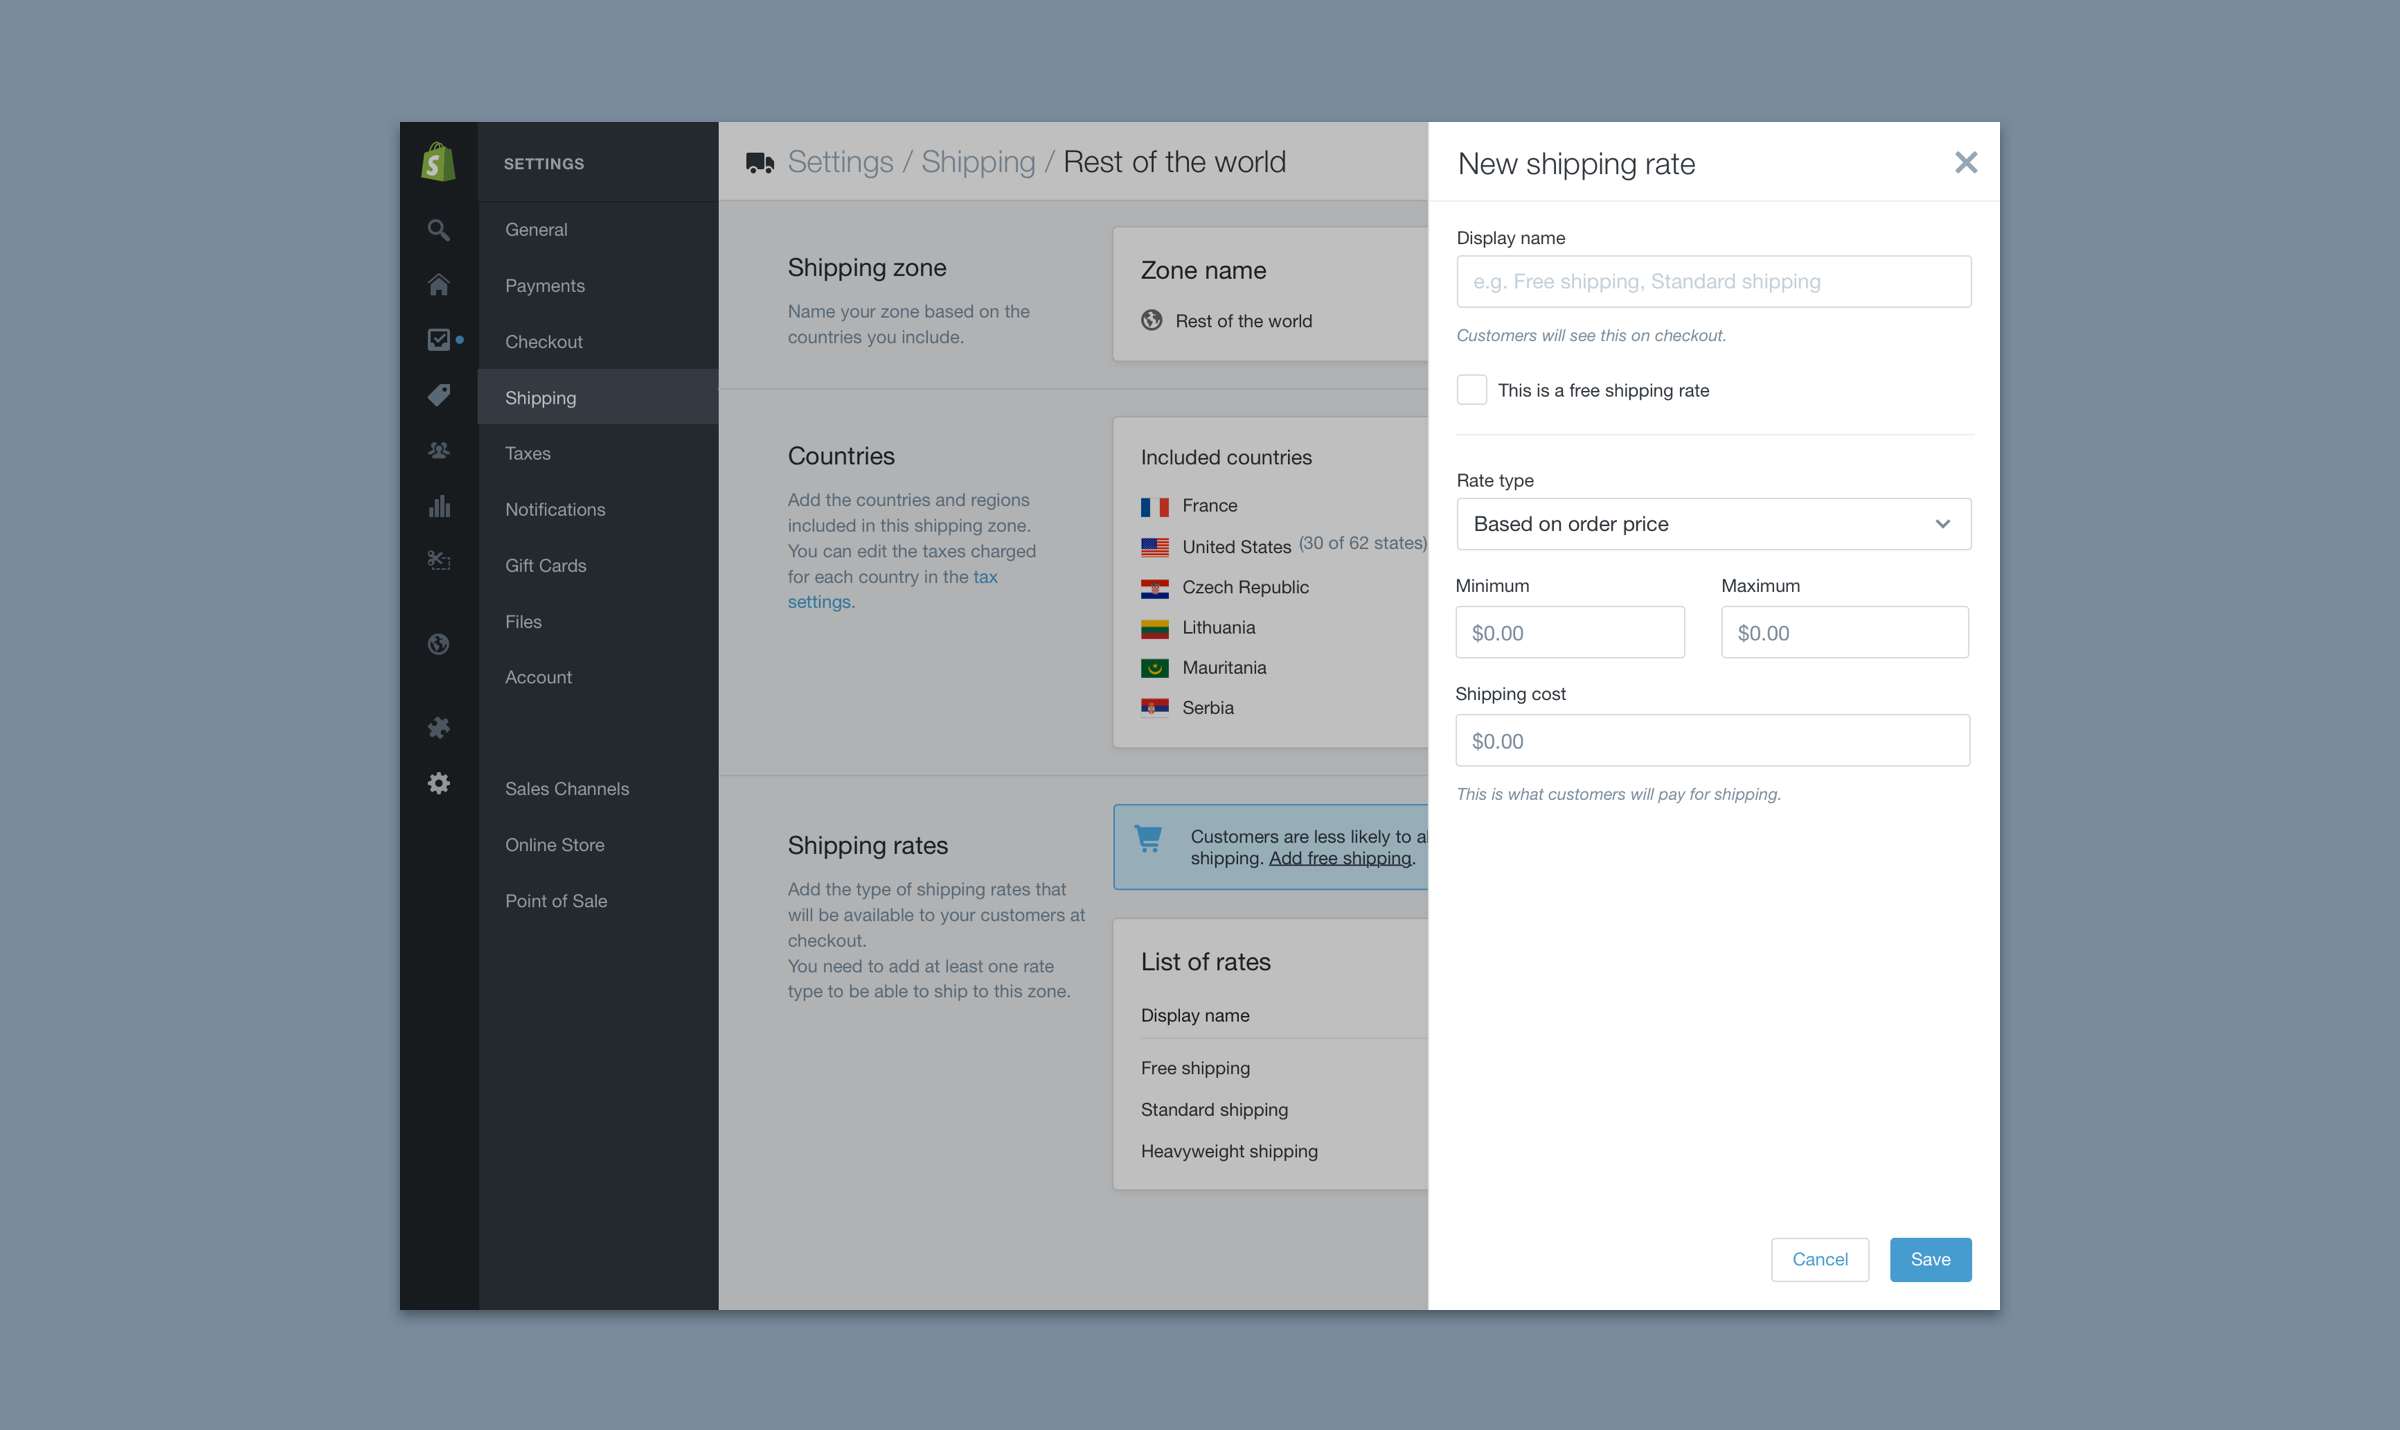 SETTINGS
General
Payments
Checkout
Shipping
Taxes
Notifications
Gift Cards
Files
Account
Sales Channels
Online Store
Point of Sale
Settings / Shipping / Rest of the world
Shipping zone
Name your zone based on the
countries you include.
Zone name
Rest of the world
Countries
Add the countries and regions
included in this shipping zone.
You can edit the taxes charged
for each country in the tax
settings.
Included countries
France
United States (30 of 62 states)
Czech Republic
Lithuania
Mauritania
Serbia
Shipping rates
Add the type of shipping rates that
will be available to your customers at
checkout.
You need to add at least one rate
type to be able to ship to this zone.
Customers are less likely to
shipping. Add free shipping.
List of rates
Display name
Free shipping
Standard shipping
Heavyweight shipping
New shipping rate
Display name
e.g. Free shipping, Standard shipping
Customers will see this on checkout.
This is a free shipping rate
Rate type
Based on order price
Minimum
Maximum
$0.00
$0.00
Shipping cost
$0.00
This is what customers will pay for shipping.
Cancel
Save